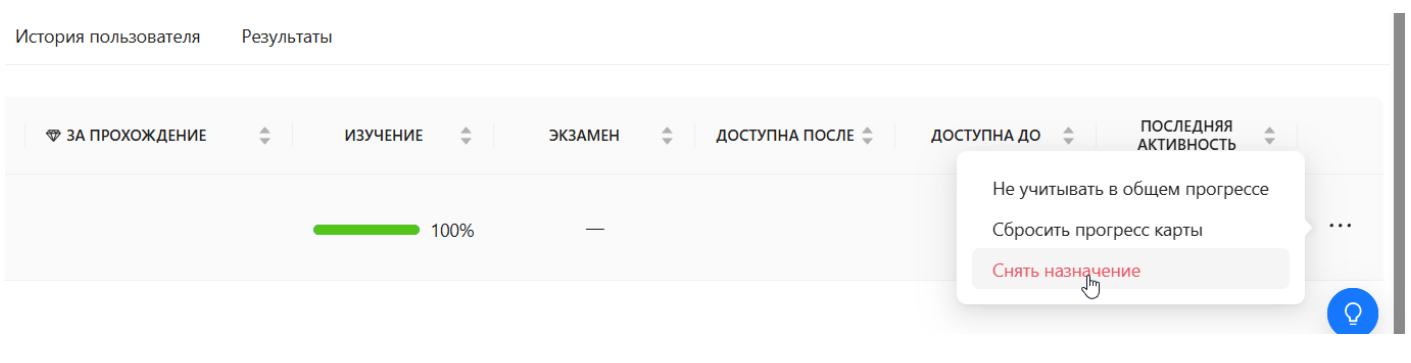 История пользователя Результаты
ЗА ПРОХОЖДЕНИЕ ИЗУЧЕНИЕ ЭКЗАМЕН ДОСТУПНА ПОСЛЕ ДОСТУПНА ДО ПОСЛЕДНЯЯ
АКТИВНОСТЬ
Не учитывать в общем прогрессе
100% — Сбросить прогресс карты ...
Снять назначение